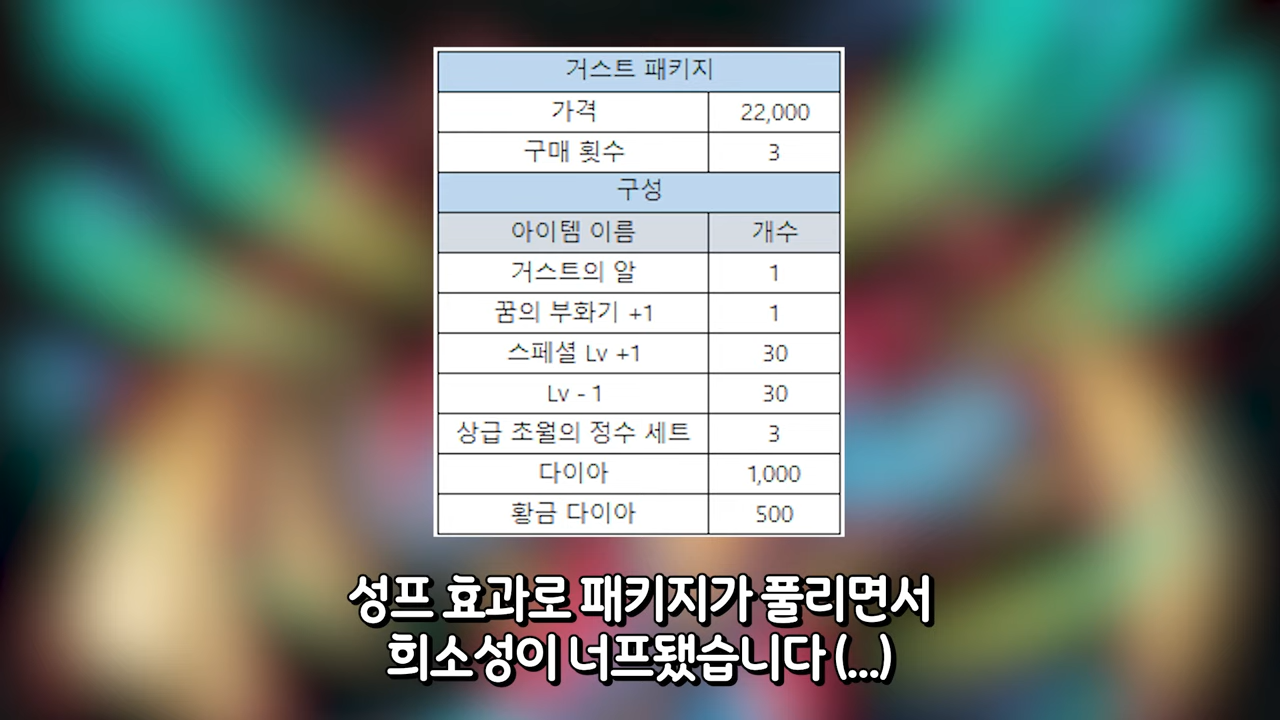 거스트 패키지
가격 22,000
구매 횟수 3
구성
아이템 이름 개수
거스트의 알 1
꿈의 부화기 +1 1
스페셜 Lv +1 30
Lv - 1 30
상급 초월의 정수 세트 3
다이아 1,000
황금 다이아 500
성프 효과로 패키지가 풀리면서
희소성이 너프됐습니다 (...)